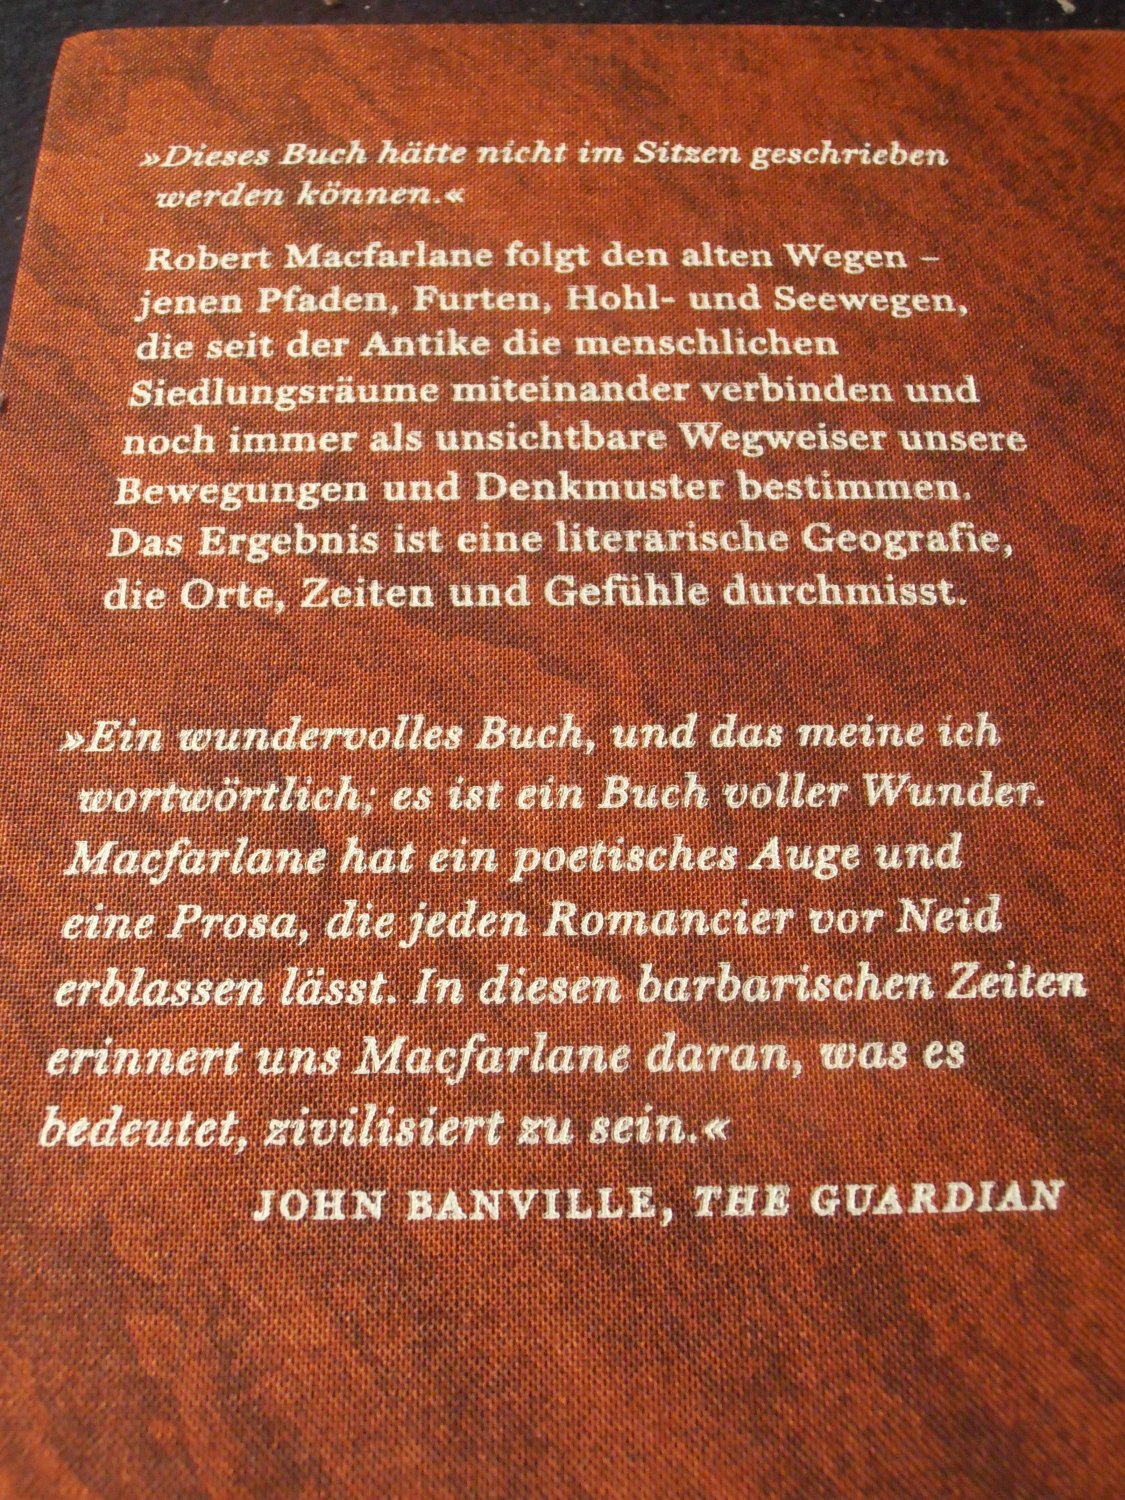 »Dieses Buch hätte nicht im Sitzen geschrieben
werden können.«
Robert Macfarlane folgt den alten Wegen –
jenen Pfaden, Furten, Hohl- und Seewegen,
die seit der Antike die menschlichen
Siedlungsräume miteinander verbinden und
noch immer als unsichtbare Wegweiser unsere
Bewegungen und Denkmuster bestimmen.
Das Ergebnis ist eine literarische Geografie,
die Orte, Zeiten und Gefühle durchmisst.
»Ein wundervolles Buch, und das meine ich
wortwörtlich; es ist ein Buch voller Wunder.
Macfarlane hat ein poetisches Auge und
eine Prosa, die jeden Romancier vor Neid
erblassen lässt. In diesen barbarischen Zeiten
erinnert uns Macfarlane daran, was es
bedeutet, zivilisiert zu sein.«
JOHN BANVILLE, THE GUARDIAN